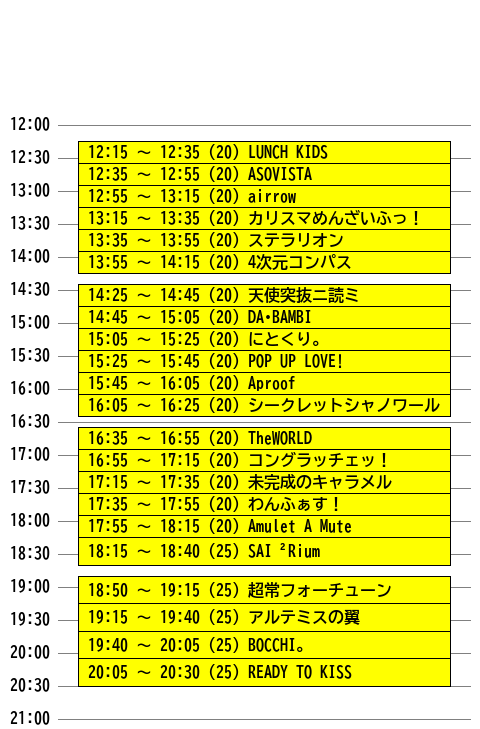 12:00
12:15 ～ 12:35 (20) LUNCH KIDS
12:30
12:35 ～ 12:55 (20) ASOVISTA
13:00
12:55 ～ 13:15 (20) airrow
13:15 ～ 13:35 (20) カリスマめんざいふっ！
13:30
13:35 ～ 13:55 (20) ステラリオン
14:00
13:55 ～ 14:15 (20) 4次元コンパス
14:30
14:25 ～ 14:45 (20) 天使突抜ニ読ミ
15:00
14:45 ～ 15:05 (20) DA・BAMBI
15:05 ～ 15:25 (20) にとくり。
15:30
15:25 ～ 15:45 (20) POP UP LOVE!
16:00
15:45 ～ 16:05 (20) Aproof
16:05 ～ 16:25 (20) シークレットシャノワール
16:30
16:35 ～ 16:55 (20) TheWORLD
17:00
16:55 ～ 17:15 (20) コングラッチェッ！
17:15 ～ 17:35 (20) 未完成のキャラメル
17:30
17:35 ～ 17:55 (20) わんふぁす！
18:00
17:55 ～ 18:15 (20) Amulet A Mute
18:30
18:15 ～ 18:40 (25) SAI ²Rium
19:00
18:50 ～ 19:15 (25) 超常フォーチューン
19:30
19:15 ～ 19:40 (25) アルテミスの翼
20:00
19:40 ～ 20:05 (25) BOCCHI。
20:05 ～ 20:30 (25) READY TO KISS
20:30
21:00